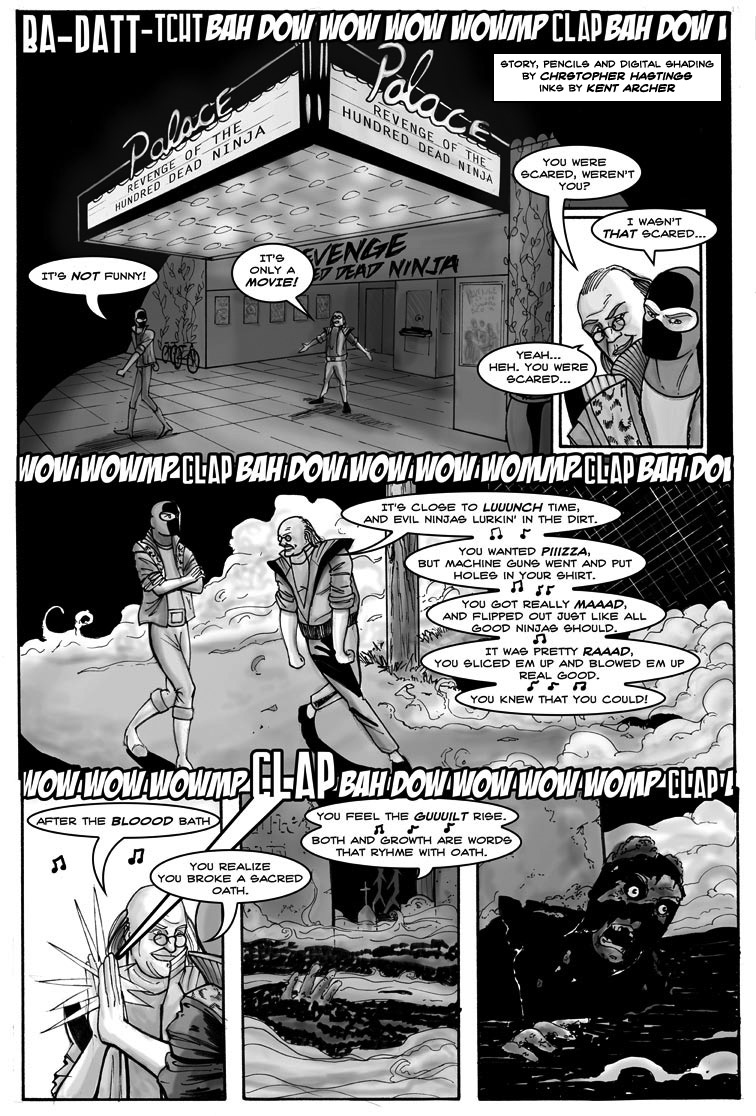 BA-DATT-TCHT BAH DOW WOW WOW WOWMP CLAP BAH DOW
STORY, PENCILS AND DIGITAL SHADING
BY CHRSTOPHER HASTINGS
INKS BY KENT ARCHER
Palace
REVENGE OF THE
HUNDRED DEAD NINJA
Palace
REVENGE OF THE
HUNDRED DEAD NINJA
REVENGE
DEAD NINJA
IT'S NOT FUNNY!
IT'S
ONLY A
MOVIE!
YOU WERE
SCARED, WEREN'T
YOU?
I WASN'T
THAT SCARED...
YEAH...
HEH. YOU WERE
SCARED...
WOW WOWMP CLAP BAH DOW WOW WOW WOMMP CLAP BAH DOW
IT'S CLOSE TO LUUUNCH TIME,
AND EVIL NINJAS LURKIN' IN THE DIRT.
YOU WANTED PIIIZZA,
BUT MACHINE GUNS WENT AND PUT
HOLES IN YOUR SHIRT.
YOU GOT REALLY MAAAD,
AND FLIPPED OUT JUST LIKE ALL
GOOD NINJAS SHOULD.
IT WAS PRETTY RAAAD,
YOU SLICED EM UP AND BLOWED EM UP
REAL GOOD.
YOU KNEW THAT YOU COULD!
WOW WOW WOWMP CLAP BAH DOW WOW WOW WOMP CLAP
AFTER THE BLOOOD BATH
YOU REALIZE
YOU BROKE A SACRED
OATH.
YOU FEEL THE GUUUILT RISE.
BOTH AND GROWTH ARE WORDS
THAT RYHME WITH OATH.